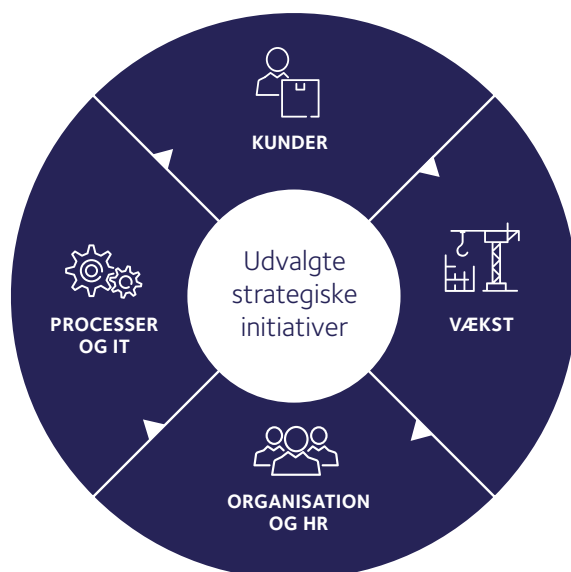 KUNDER
Udvalgte
strategiske
initiativer
PROCESSER
OG IT
VÆKST
ORGANISATION
OG HR